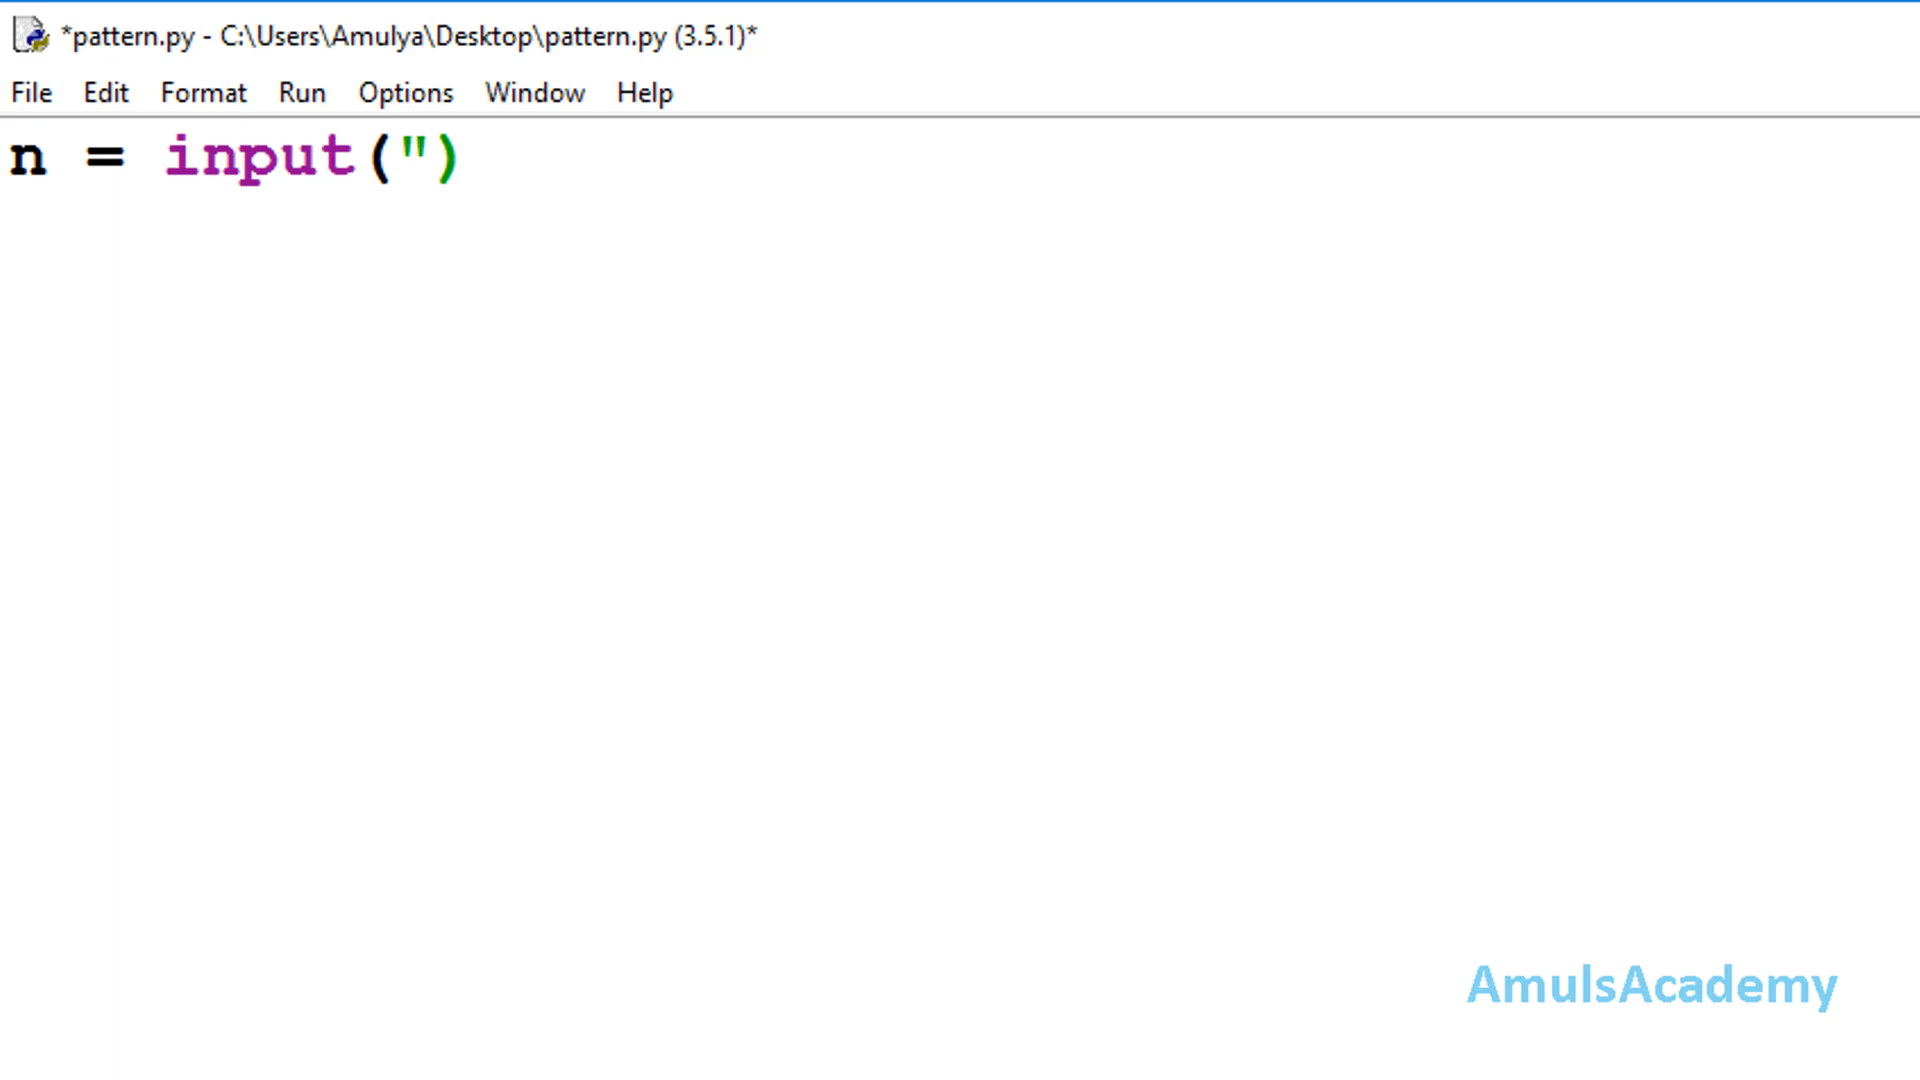 *pattern.py - C:\Users\Amulya\Desktop\pattern.py (3.5.1)*
File Edit Format Run Options Window Help
n = input(")
AmulsAcademy